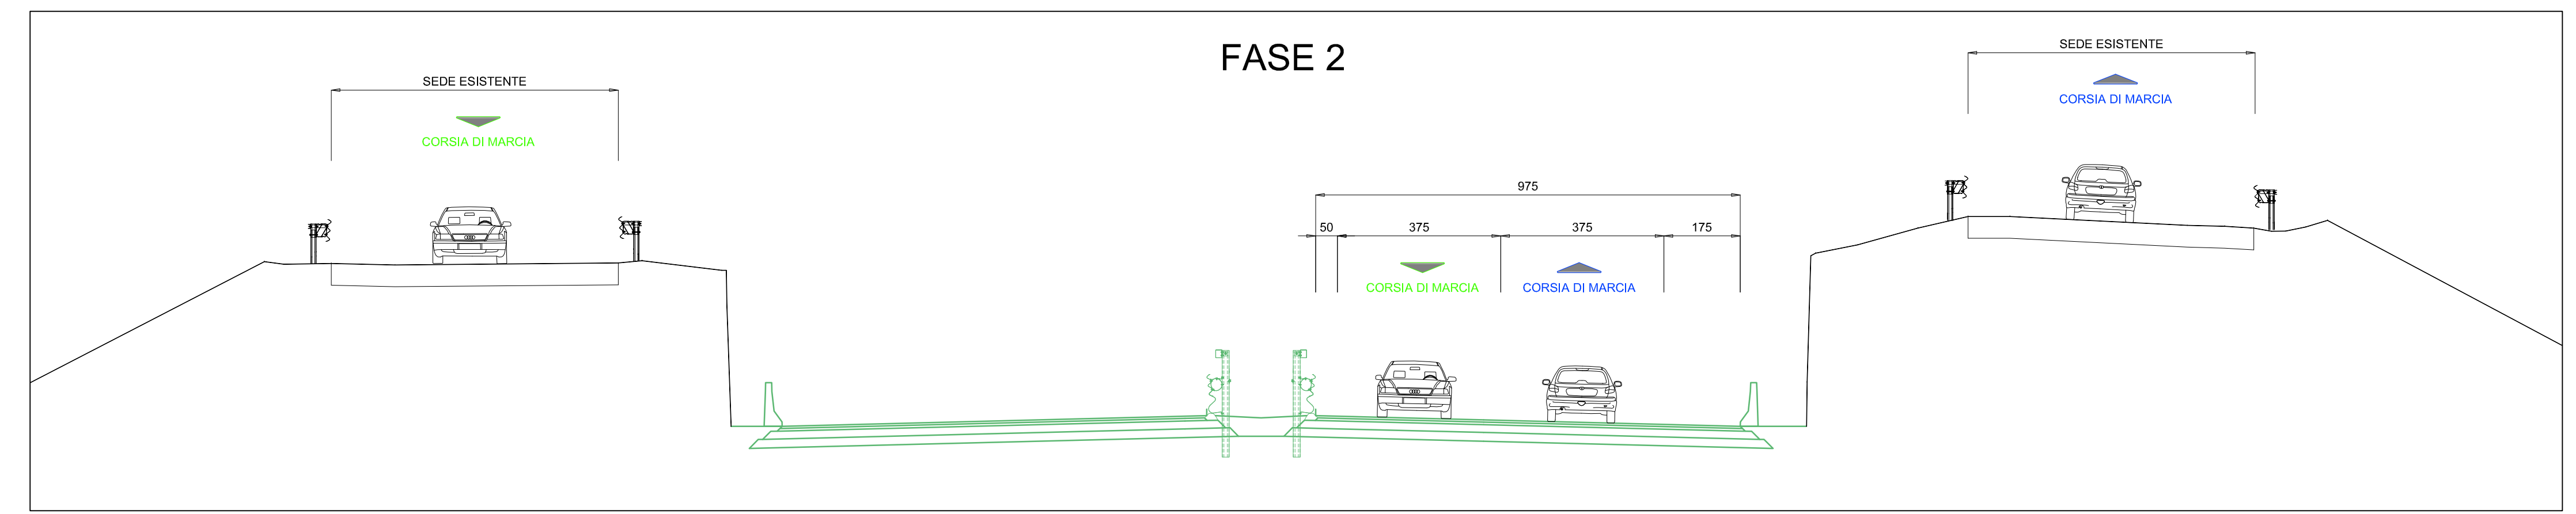 FASE 2
SEDE ESISTENTE
CORSIA DI MARCIA
975
50 375 375 175
CORSIA DI MARCIA CORSIA DI MARCIA
SEDE ESISTENTE
CORSIA DI MARCIA